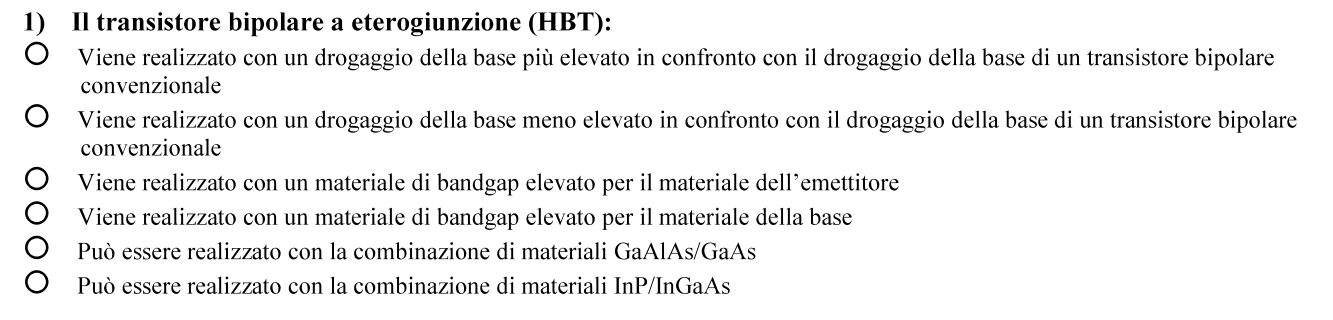 1) Il transistore bipolare a eterogiunzione (HBT):
Viene realizzato con un drogaggio della base più elevato in confronto con il drogaggio della base di un transistore bipolare
convenzionale
Viene realizzato con un drogaggio della base meno elevato in confronto con il drogaggio della base di un transistore bipolare
convenzionale
Viene realizzato con un materiale di bandgap elevato per il materiale dell’emettitore
Viene realizzato con un materiale di bandgap elevato per il materiale della base
Può essere realizzato con la combinazione di materiali GaAlAs/GaAs
Può essere realizzato con la combinazione di materiali InP/InGaAs